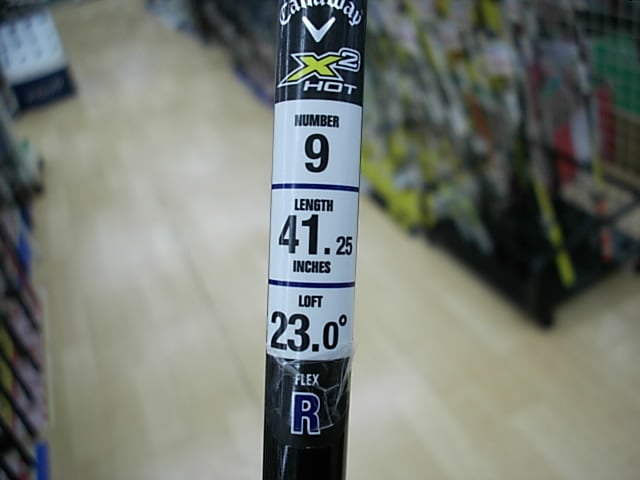 Callaway
X2
HOT
NUMBER
9
LENGTH
41.25
INCHES
LOFT
23.0°
FLEX
R